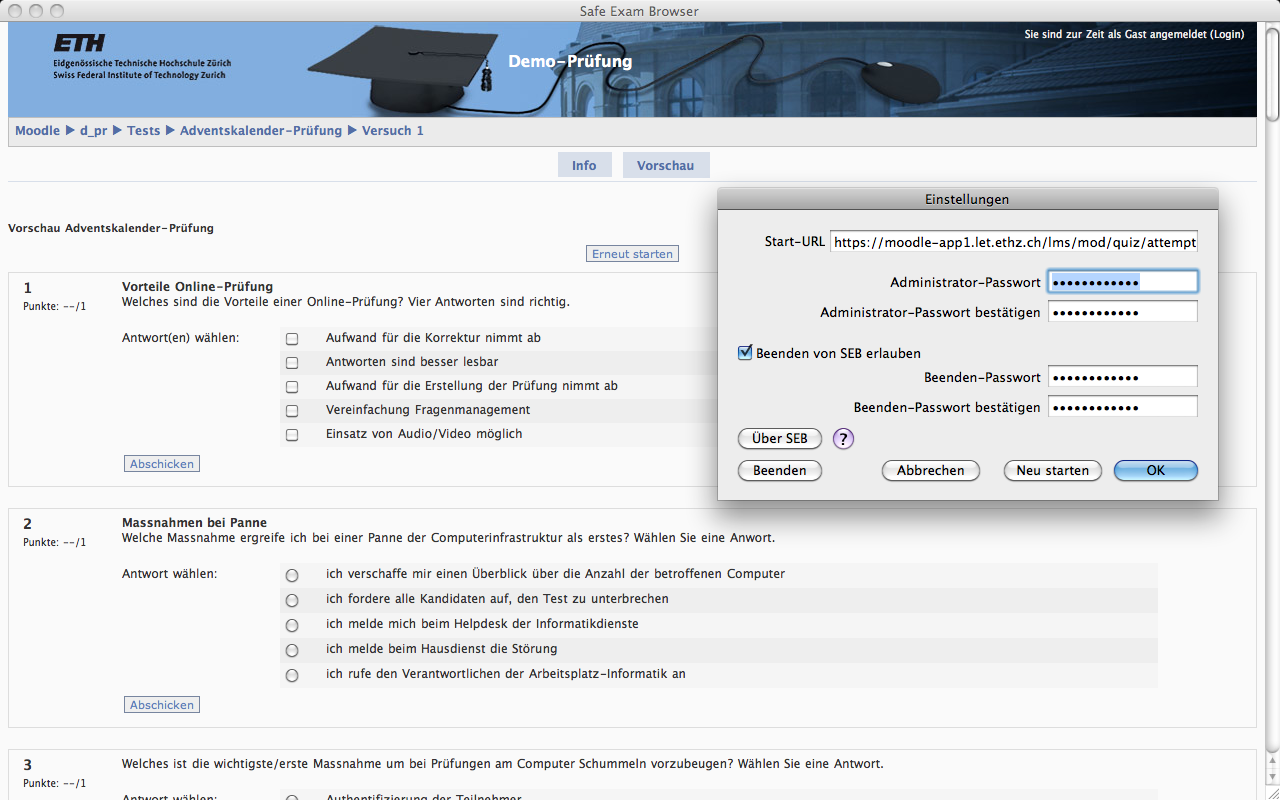 Safe Exam Browser
ETH
Eidgenössische Technische Hochschule Zürich
Swiss Federal Institute of Technology Zurich
Demo-Prüfung
Sie sind zur Zeit als Gast angemeldet (Login)
Moodle ▶ d_pr ▶ Tests ▶ Adventskalender-Prüfung ▶ Versuch 1
Info Vorschau
Vorschau Adventskalender-Prüfung
Erneut starten
1
Punkte: --/1
Vorteile Online-Prüfung
Welches sind die Vorteile einer Online-Prüfung? Vier Antworten sind richtig.
Antwort(en) wählen:
Aufwand für die Korrektur nimmt ab
Antworten sind besser lesbar
Aufwand für die Erstellung der Prüfung nimmt ab
Vereinfachung Fragenmanagement
Einsatz von Audio/Video möglich
Abschicken
Einstellungen
Start-URL https://moodle-app1.let.ethz.ch/lms/mod/quiz/attempt
Administrator-Passwort ••••••••••••
Administrator-Passwort bestätigen ••••••••••••
Beenden von SEB erlauben
Beenden-Passwort ••••••••••••
Beenden-Passwort bestätigen ••••••••••••
Über SEB ?
Beenden Abbrechen Neu starten OK
2
Punkte: --/1
Massnahmen bei Panne
Welche Massnahme ergreife ich bei einer Panne der Computerinfrastruktur als erstes? Wählen Sie eine Anwort.
Antwort wählen:
ich verschaffe mir einen Überblick über die Anzahl der betroffenen Computer
ich fordere alle Kandidaten auf, den Test zu unterbrechen
ich melde mich beim Helpdesk der Informatikdienste
ich melde beim Hausdienst die Störung
ich rufe den Verantwortlichen der Arbeitsplatz-Informatik an
Abschicken
3
Punkte: --/1
Welches ist die wichtigste/erste Massnahme um bei Prüfungen am Computer Schummeln vorzubeugen? Wählen Sie eine Antwort.
Antwort wählen:
Authentifizierung der Teilnehmer